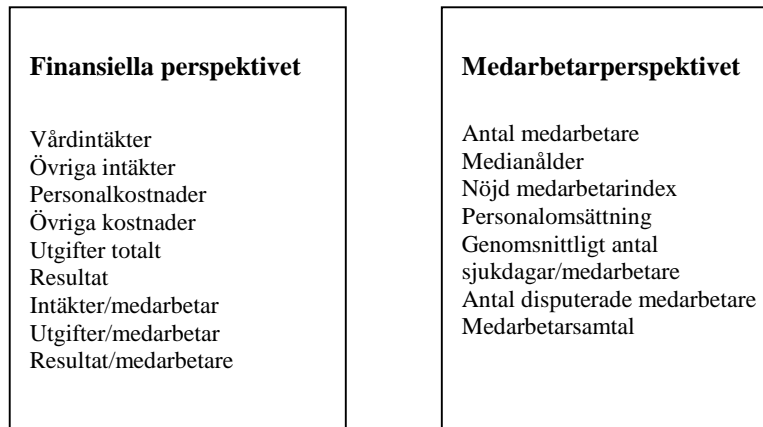 Finansiella perspektivet
Vårdintäkter
Övriga intäkter
Personalkostnader
Övriga kostnader
Utgifter totalt
Resultat
Intäkter/medarbetar
Utgifter/medarbetar
Resultat/medarbetare
Medarbetarperspektivet
Antal medarbetare
Medianålder
Nöjd medarbetarindex
Personalomsättning
Genomsnittligt antal
sjukdagar/medarbetare
Antal disputerade medarbetare
Medarbetarsamtal